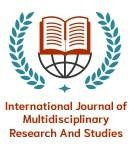 International Journal of
Multidisciplinary
Research And Studies